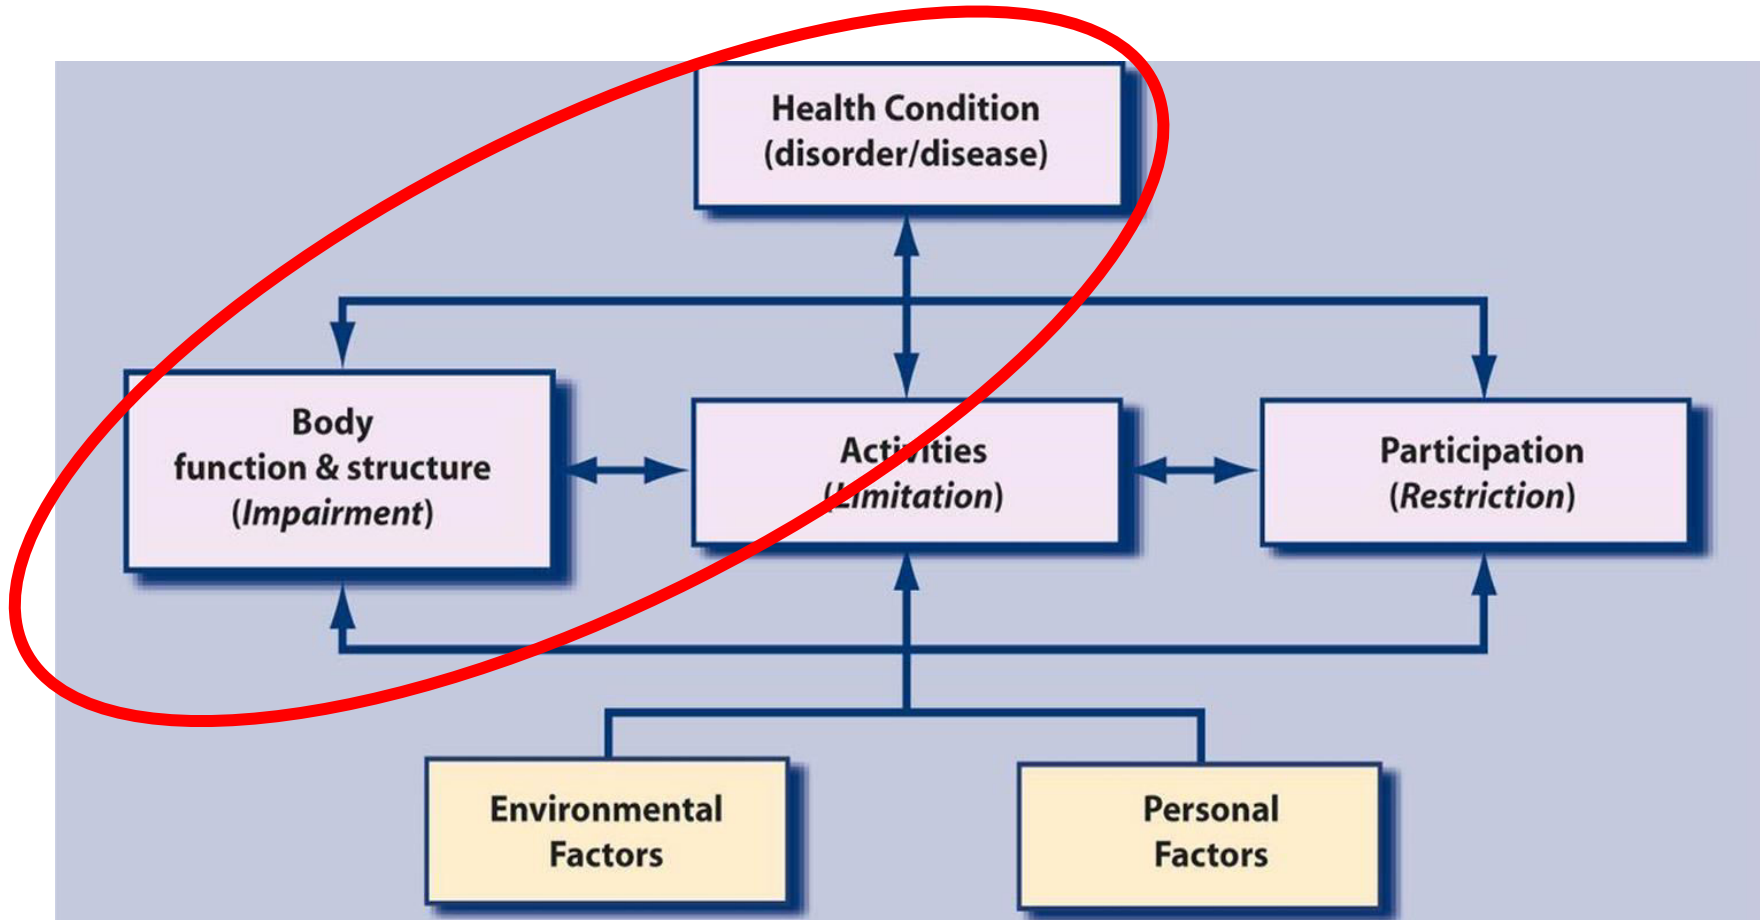 Health Condition
(disorder/disease)
Body
function & structure
(Impairment)
Activities
(Limitation)
Participation
(Restriction)
Environmental
Factors
Personal
Factors